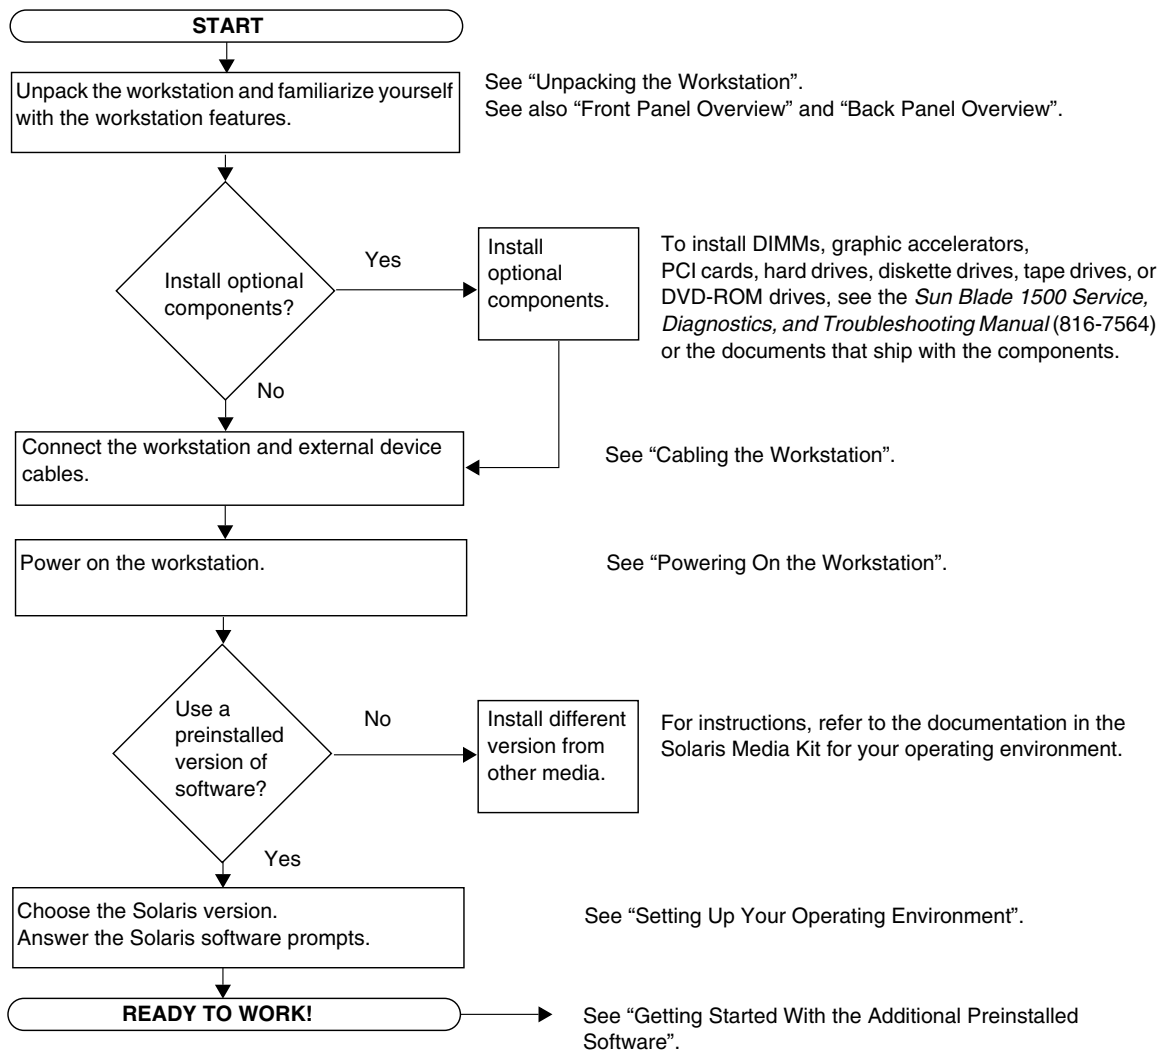 START
Unpack the workstation and familiarize yourself
with the workstation features.
See “Unpacking the Workstation”.
See also “Front Panel Overview” and “Back Panel Overview”.
Install optional
components?
Yes
Install
optional
components.
To install DIMMs, graphic accelerators,
PCI cards, hard drives, diskette drives, tape drives, or
DVD-ROM drives, see the Sun Blade 1500 Service,
Diagnostics, and Troubleshooting Manual (816-7564)
or the documents that ship with the components.
No
Connect the workstation and external device
cables.
See “Cabling the Workstation”.
Power on the workstation.
See “Powering On the Workstation”.
Use a
preinstalled
version of
software?
No
Install different
version from
other media.
For instructions, refer to the documentation in the
Solaris Media Kit for your operating environment.
Yes
Choose the Solaris version.
Answer the Solaris software prompts.
See “Setting Up Your Operating Environment”.
READY TO WORK!
See “Getting Started With the Additional Preinstalled
Software”.